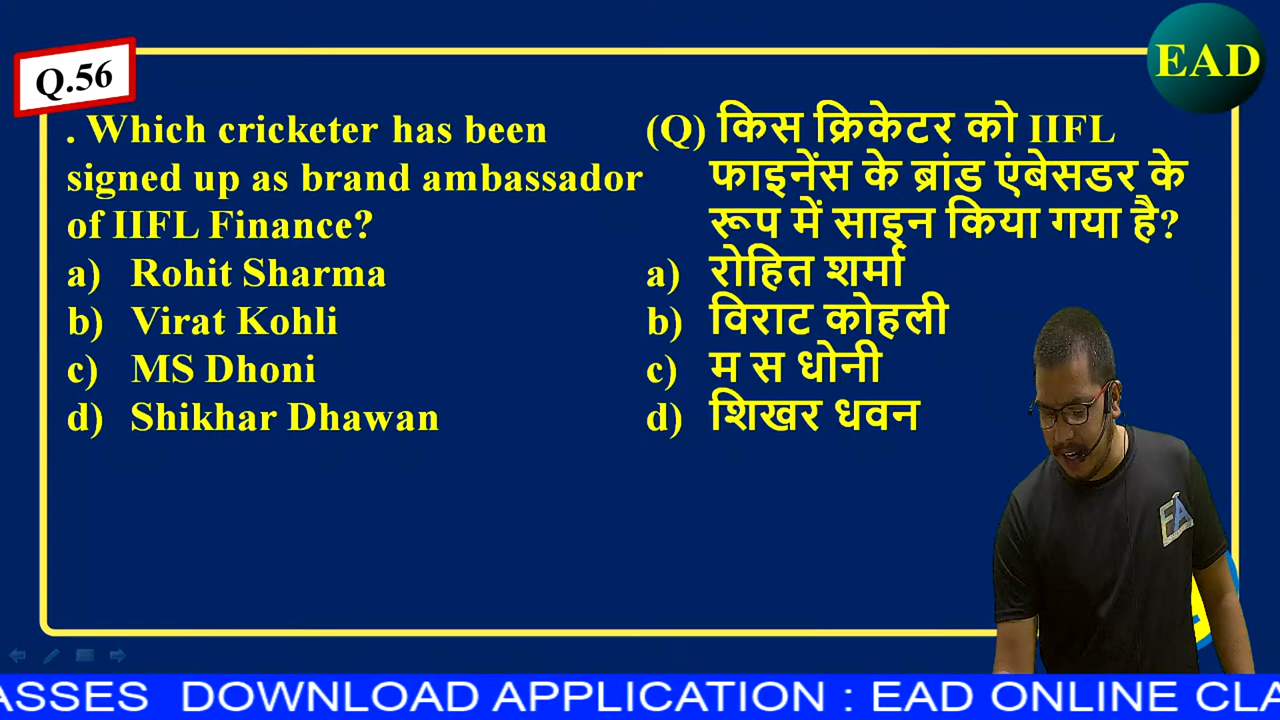 Q.56
EAD
. Which cricketer has been
signed up as brand ambassador
of IIFL Finance?
a) Rohit Sharma
b) Virat Kohli
c) MS Dhoni
d) Shikhar Dhawan
(Q) किस क्रिकेटर को IIFL
फाइनेंस के ब्रांड एंबेसडर के
रूप में साइन किया गया है?
a) रोहित शर्मा
b) विराट कोहली
c) म स धोनी
d) शिखर धवन
EA
ASSES DOWNLOAD APPLICATION : EAD ONLINE CLA